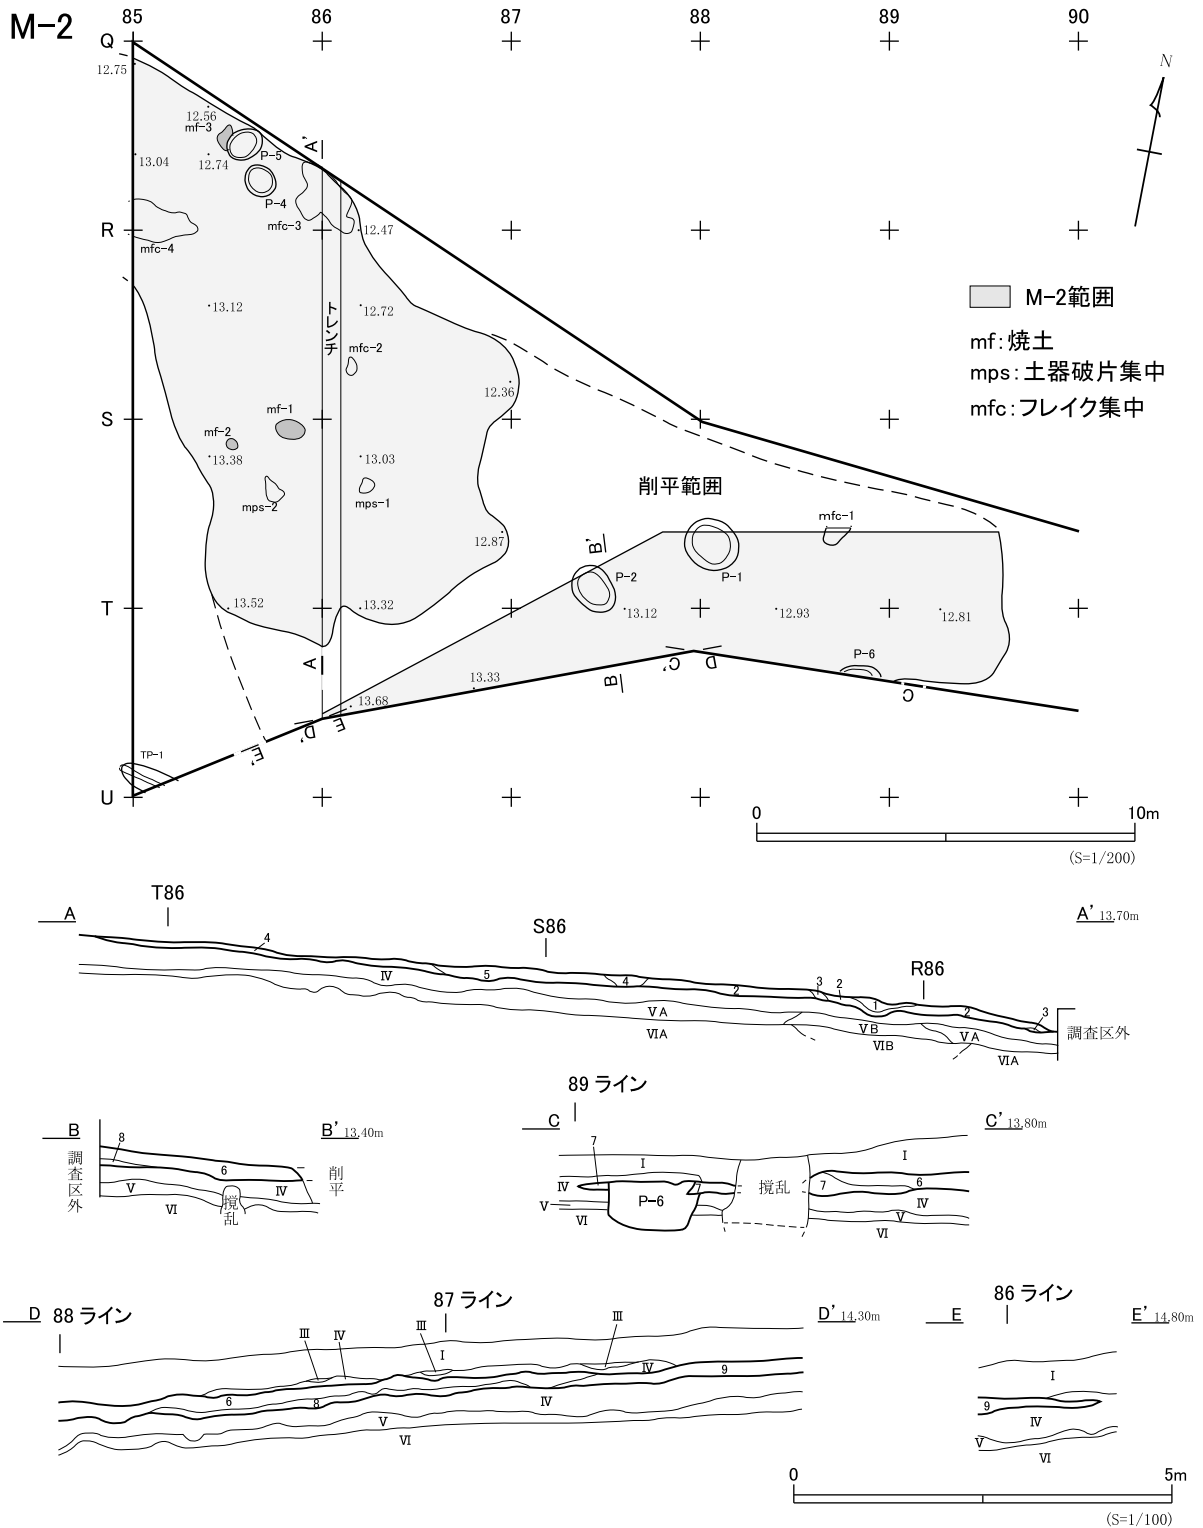 M-2
85 86 87 88 89 90
Q
12.75
N
12.56
mf-3
A'
P-5
13.04
12.74
P-4
R
mfc-3
12.47
mfc-4
M-2範囲
13.12
トレンチ
12.72
mf:焼土
mfc-2
mps:土器破片集中
12.36
mfc:フレイク集中
S
mf-1
mf-2
13.38
13.03
削平範囲
mps-2
mps-1
mfc-1
12.87
B'
P-2
P-1
T
13.52
13.32
13.12
12.93
12.81
A
C'
D
P-6
13.33
B
13.68
C
D'
E
E'
TP-1
U
0 10m
(S=1/200)
T86
A
A' 13.70m
S86
4
R86
Ⅳ
5
4
2
3
2
1
2
3
ⅤA
ⅤB
ⅤA
調査区外
ⅥA
ⅥB
ⅥA
89 ライン
B
B' 13.40m
C
C' 13.80m
8
調査区外
6
削平
Ⅴ
Ⅳ
Ⅵ
撹乱
7
Ⅰ
Ⅰ
Ⅳ
7
撹乱
7
6
P-6
Ⅳ
Ⅴ
Ⅴ
Ⅵ
Ⅵ
86 ライン
D
88 ライン
87 ライン
D' 14.30m
E
E' 14.80m
Ⅲ
Ⅳ
Ⅲ
Ⅲ
Ⅰ
Ⅰ
Ⅳ
9
6
8
Ⅳ
9
Ⅴ
Ⅳ
Ⅵ
Ⅴ
Ⅵ
0 5m
(S=1/100)